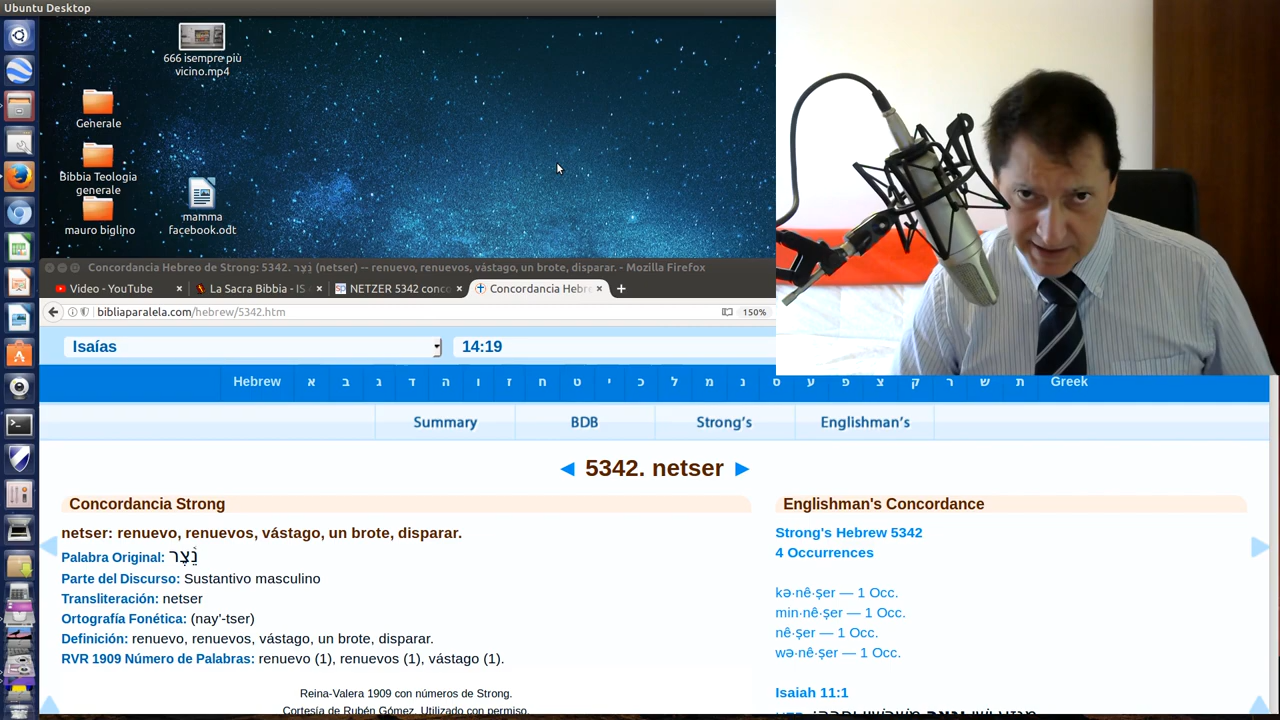 Ubuntu Desktop
666 isempre più
vicino.mp4
Generale
Bibbia Teologia
generale
mamma
facebook.odt
mauro biglino
Concordancia Hebreo de Strong: 5342. נֵ֫צֶר (netser) -- renuevo, renuevos, vástago, un brote, disparar. - Mozilla Firefox
Video - YouTube
La Sacra Bibbia - IS
NETZER 5342 conc
Concordancia Heb
bibliaparalela.com/hebrew/5342.htm
150%
Isaías
14:19
Hebrew א ב ג ד ה ו ז ח ט י כ ל מ נ ס ע פ צ ק ר ש ת Greek
Summary BDB Strong's Englishman's
5342. netser
Concordancia Strong
netser: renuevo, renuevos, vástago, un brote, disparar.
Palabra Original: נֵ֫צֶר
Parte del Discurso: Sustantivo masculino
Transliteración: netser
Ortografía Fonética: (nay'-tser)
Definición: renuevo, renuevos, vástago, un brote, disparar.
RVR 1909 Número de Palabras: renuevo (1), renuevos (1), vástago (1).
Reina-Valera 1909 con números de Strong.
Cortesía de Rubén Gómez. Utilizado con permiso.
Englishman's Concordance
Strong's Hebrew 5342
4 Occurrences
kə·nê·ṣer — 1 Occ.
min·nê·ṣer — 1 Occ.
nê·ṣer — 1 Occ.
wə·nê·ṣer — 1 Occ.
Isaiah 11:1